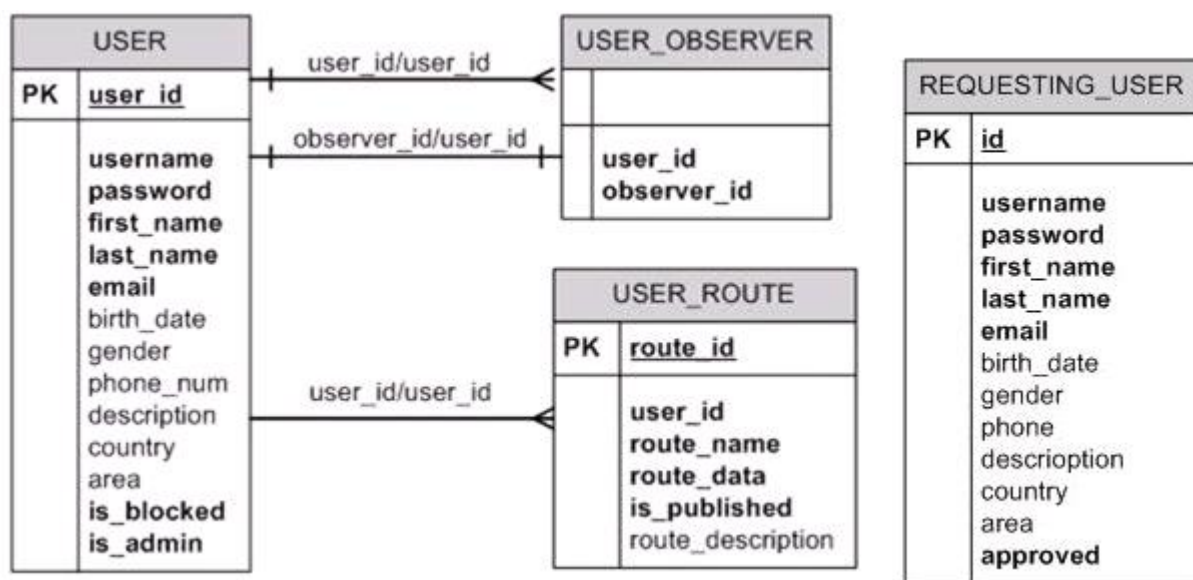 USER
PK user_id
username
password
first_name
last_name
email
birth_date
gender
phone_num
description
country
area
is_blocked
is_admin
user_id/user_id
observer_id/user_id
user_id/user_id
USER_OBSERVER
user_id
observer_id
USER_ROUTE
PK route_id
user_id
route_name
route_data
is_published
route_description
REQUESTING_USER
PK id
username
password
first_name
last_name
email
birth_date
gender
phone
descrioption
country
area
approved